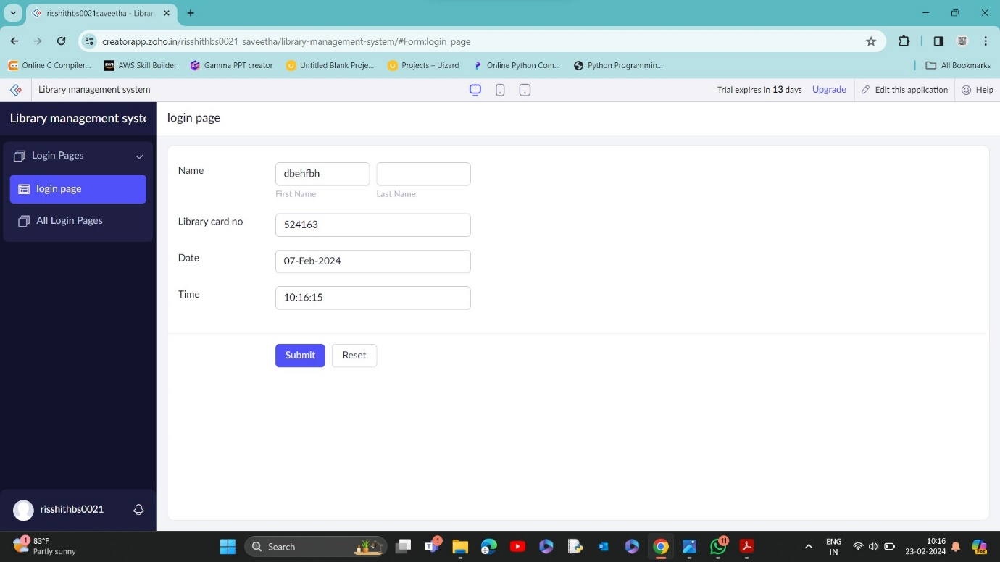 risshithbs0021saveetha - Librar
creatorapp.zoho.in/risshithbs0021_saveetha/library-management-system/#Form:login_page
Online C Compiler... AWS Skill Builder Gamma PPT creator Untitled Blank Proje... Projects – Uizard Online Python Com... Python Programmin... All Bookmarks
Library management system Trial expires in 13 days Upgrade Edit this application Help
Library management syste
login page
Login Pages
login page
All Login Pages
Name dbehfbh
First Name Last Name
Library card no 524163
Date 07-Feb-2024
Time 10:16:15
Submit Reset
risshithbs0021
1 83°F
Partly sunny
Search
1
11
ENG
IN
10:16
23-02-2024
PRE